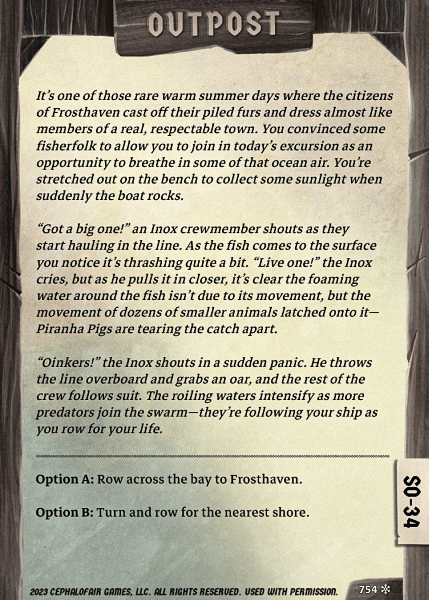 OUTPOST
It's one of those rare warm summer days where the citizens
of Frosthaven cast off their piled furs and dress almost like
members of a real, respectable town. You convinced some
fisherfolk to allow you to join in today's excursion as an
opportunity to breathe in some of that ocean air. You're
stretched out on the bench to collect some sunlight when
suddenly the boat rocks.
“Got a big one!” an Inox crewmember shouts as they
start hauling in the line. As the fish comes to the surface
you notice it's thrashing quite a bit. “Live one!” the Inox
cries, but as he pulls it in closer, it's clear the foaming
water around the fish isn't due to its movement, but the
movement of dozens of smaller animals latched onto it—
Piranha Pigs are tearing the catch apart.
“Oinkers!” the Inox shouts in a sudden panic. He throws
the line overboard and grabs an oar, and the rest of the
crew follows suit. The roiling waters intensify as more
predators join the swarm—they're following your ship as
you row for your life.
Option A: Row across the bay to Frosthaven.
Option B: Turn and row for the nearest shore.
SO-34
2023 CEPHALOFAIR GAMES, LLC. ALL RIGHTS RESERVED. USED WITH PERMISSION.
754